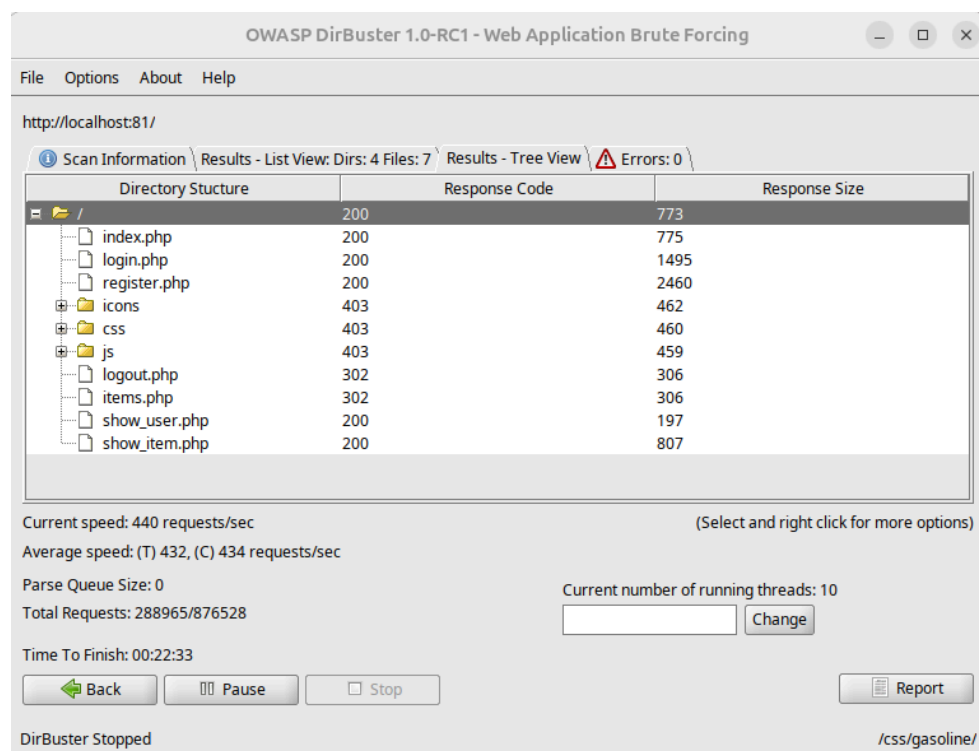 OWASP DirBuster 1.0-RC1 - Web Application Brute Forcing
File Options About Help
http://localhost:81/
Scan Information Results - List View: Dirs: 4 Files: 7 Results - Tree View Errors: 0
Directory Stucture Response Code Response Size
/ 200 773
index.php 200 775
login.php 200 1495
register.php 200 2460
icons 403 462
css 403 460
js 403 459
logout.php 302 306
items.php 302 306
show_user.php 200 197
show_item.php 200 807
Current speed: 440 requests/sec (Select and right click for more options)
Average speed: (T) 432, (C) 434 requests/sec
Parse Queue Size: 0 Current number of running threads: 10
Total Requests: 288965/876528 Change
Time To Finish: 00:22:33
Back Pause Stop Report
DirBuster Stopped /css/gasoline/